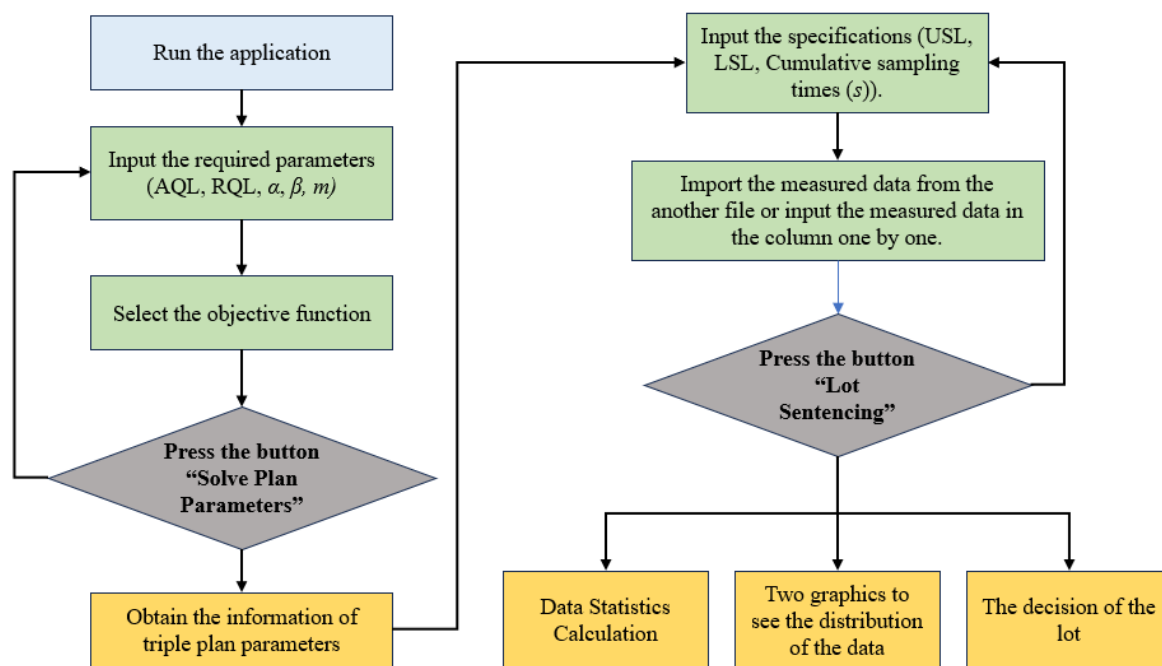 Run the application
Input the required parameters
(AQL, RQL, α, β, m)
Select the objective function
Press the button
“Solve Plan
Parameters”
Obtain the information of
triple plan parameters
Input the specifications (USL,
LSL, Cumulative sampling
times (s)).
Import the measured data from the
another file or input the measured data in
the column one by one.
Press the button
“Lot
Sentencing”
Data Statistics
Calculation
Two graphics to
see the distribution
of the data
The decision of the
lot